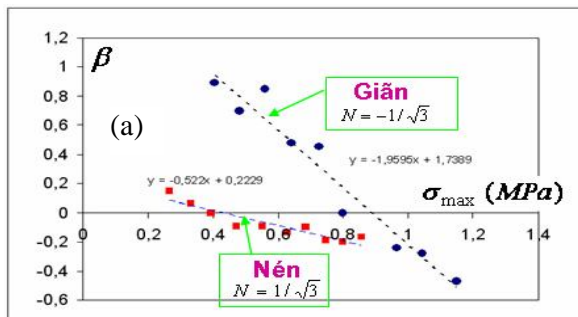 1,2
β
1
0,8
Giãn
N = -1/√3
0,6
(a)
0,4
y = -1,9595x + 1,7389
y = -0,522x + 0,2229
0,2
σmax (MPa)
0
0 0,2 0,4 0,6 0,8 1 1,2 1,4
-0,2
Nén
N = 1/√3
-0,4
-0,6